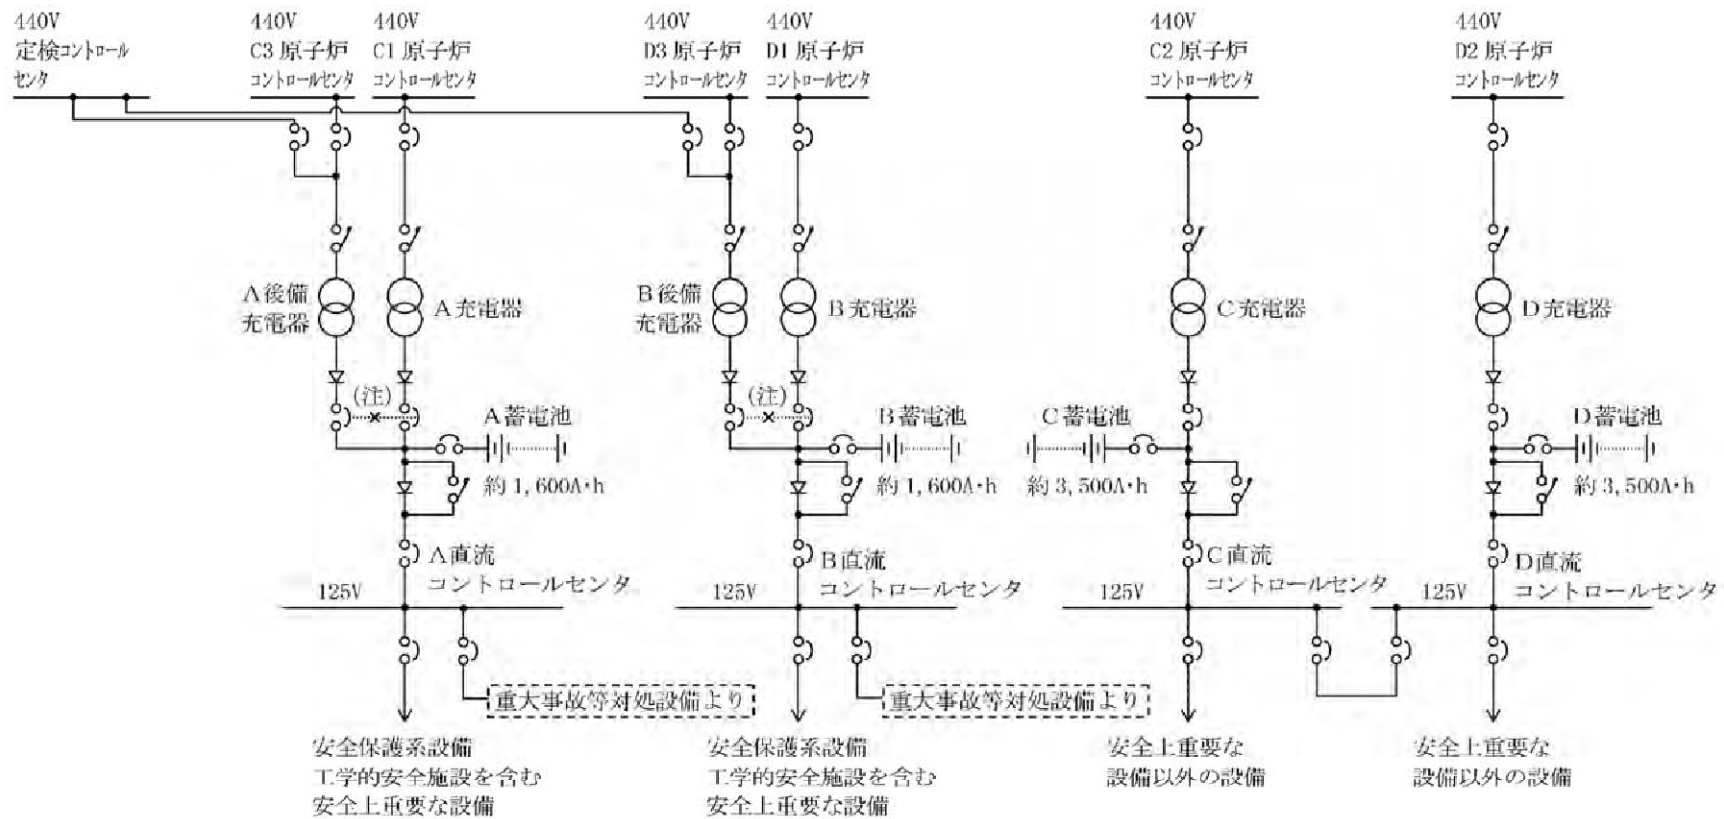 440V
定検コントロール
センタ
440V
C3 原子炉
コントロールセンタ
440V
C1 原子炉
コントロールセンタ
440V
D3 原子炉
コントロールセンタ
440V
D1 原子炉
コントロールセンタ
440V
C2 原子炉
コントロールセンタ
440V
D2 原子炉
コントロールセンタ
A後備
充電器
A充電器
B後備
充電器
B充電器
C充電器
D充電器
(注)
A蓄電池
約1,600A・h
(注)
B蓄電池
約1,600A・h
C蓄電池
約3,500A・h
D蓄電池
約3,500A・h
A直流
コントロールセンタ
125V
B直流
コントロールセンタ
125V
C直流
コントロールセンタ
125V
D直流
コントロールセンタ
125V
重大事故等対処設備より
重大事故等対処設備より
安全保護系設備
工学的安全施設を含む
安全上重要な設備
安全保護系設備
工学的安全施設を含む
安全上重要な設備
安全上重要な
設備以外の設備
安全上重要な
設備以外の設備